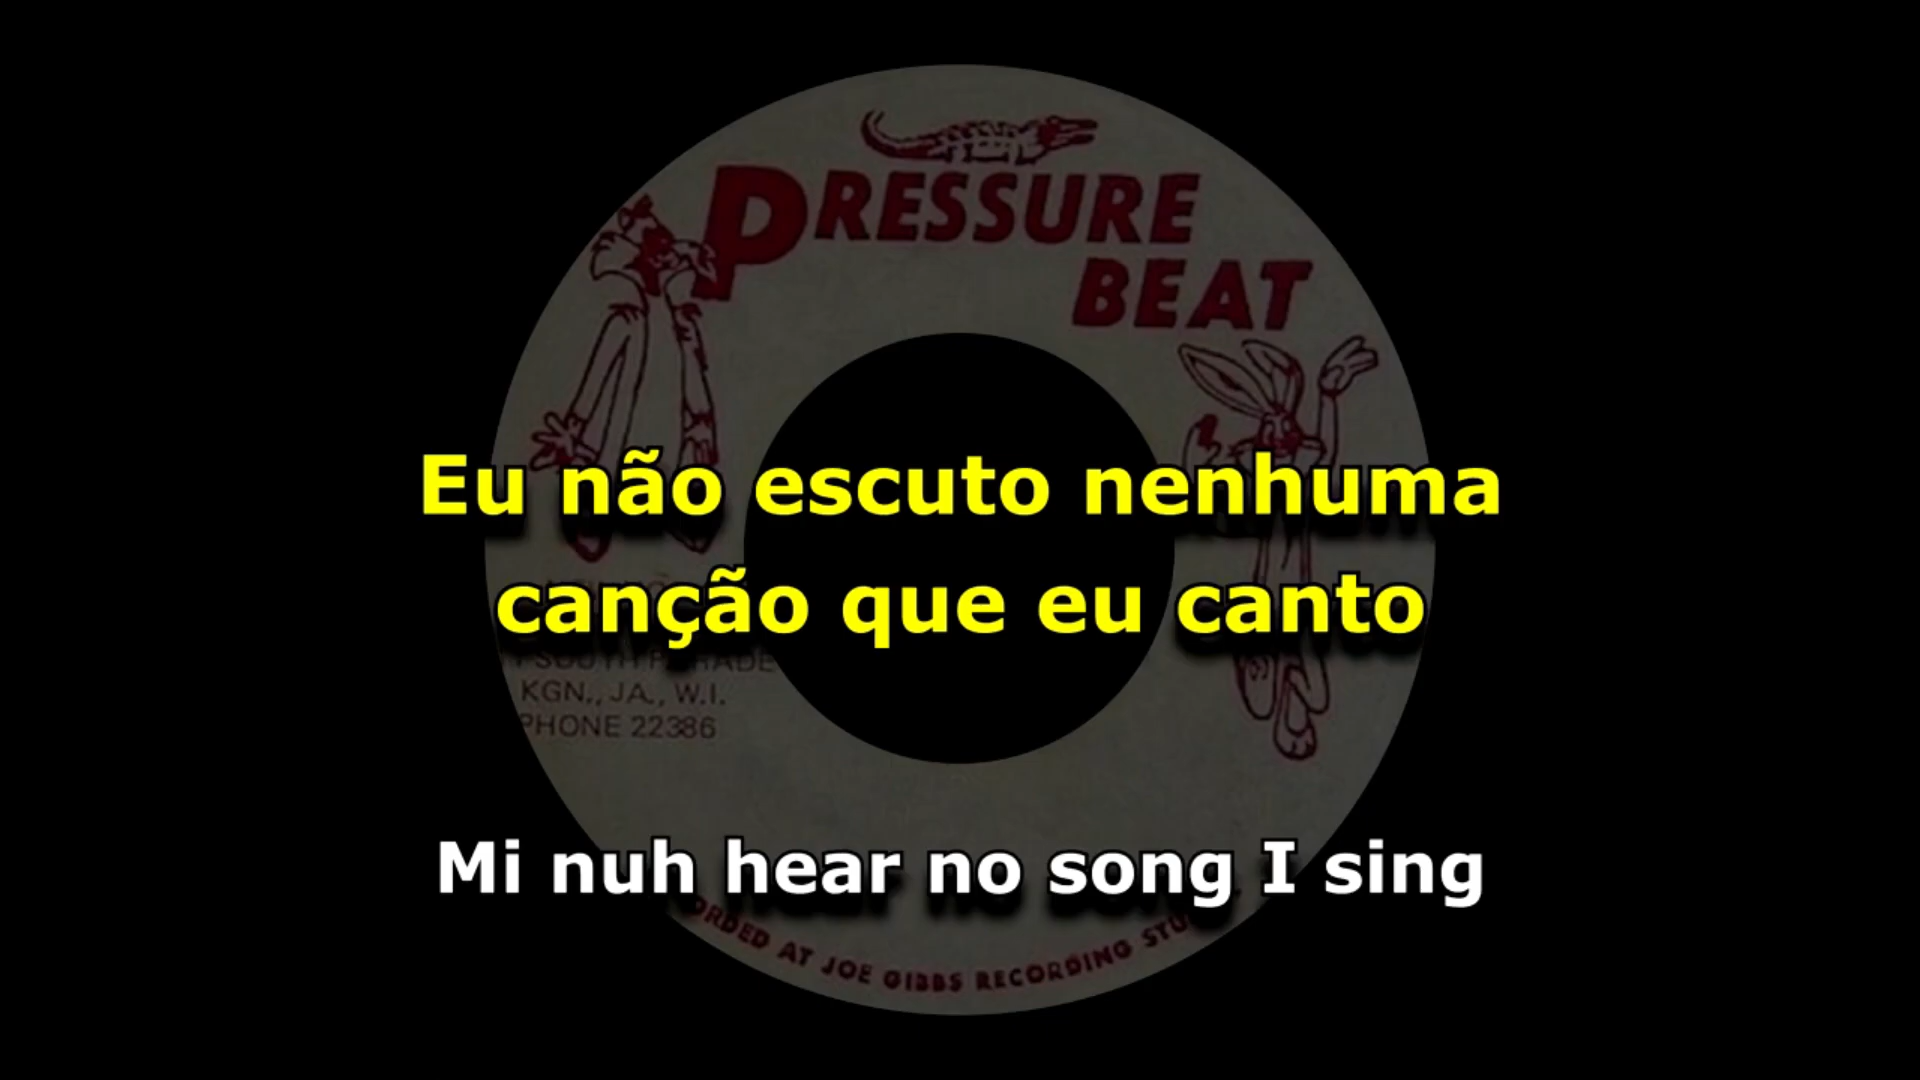 PRESSURE
BEAT
Eu não escuto nenhuma
canção que eu canto
KGN., JA., W.I.
PHONE 22386
Mi nuh hear no song I sing
AT JOE GIBBS RECORDING